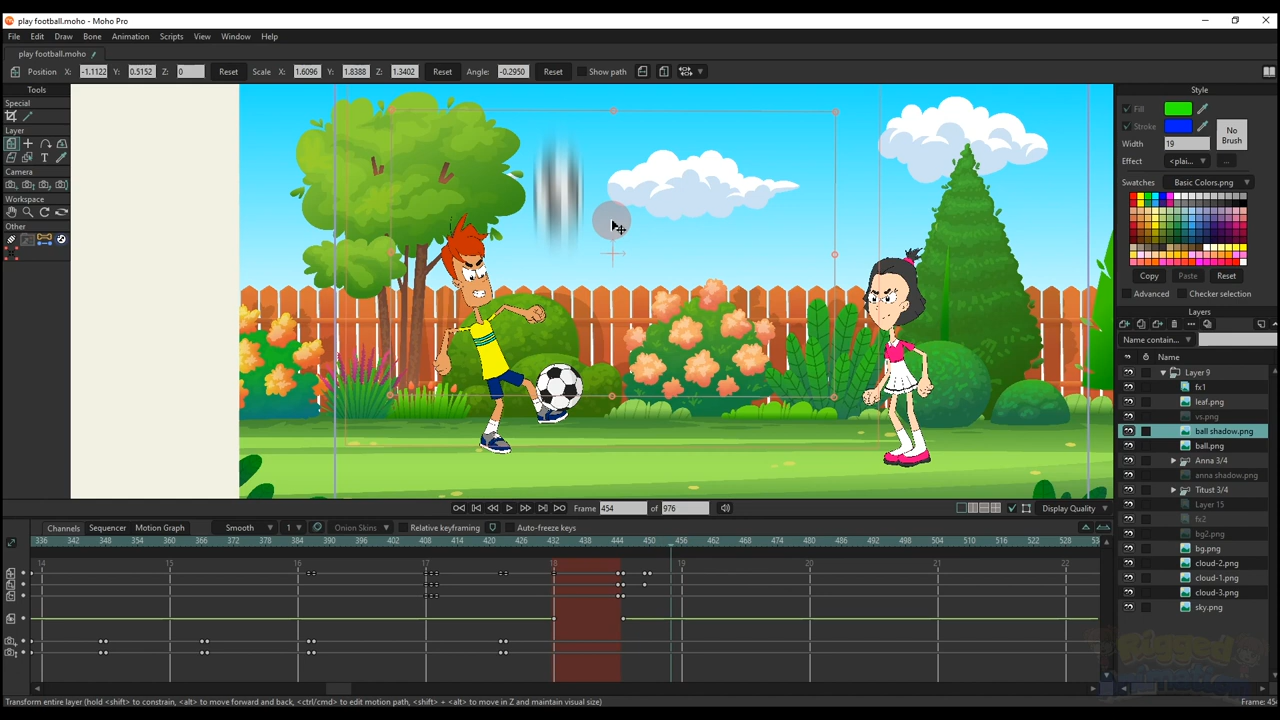 play football.moho - Moho Pro
File Edit Draw Bone Animation Scripts View Window Help
play football.moho
Position X: -1.1122 Y: 0.5152 Z: 0 Reset Scale X: 1.6096 Y: 1.8388 Z: 1.3402 Reset Angle: -0.2950 Reset Show path
Tools
Special
Layer
Camera
Workspace
Other
Style
Fill
Stroke
No Brush
Width 19
Effect <plai... ...
Swatches Basic Colors.png
Copy Paste Reset
Advanced Checker selection
Layers
Name contain...
Name
Layer 9
fx1
leaf.png
vs.png
ball shadow.png
ball.png
Anna 3/4
anna shadow.png
Titust 3/4
Layer 15
fx2
bg2.png
bg.png
cloud-2.png
cloud-1.png
cloud-3.png
sky.png
Frame 454 of 976 Display Quality
Channels Sequencer Motion Graph Smooth 1 Onion Skins Relative keyframing Auto-freeze keys
336 342 348 354 360 366 372 378 384 390 396 402 408 414 420 426 432 438 444 450 456 462 468 474 480 486 492 498 504 510 516 522 528
14 15 16 17 18 19 20 21 22
Rigged
Transform entire layer (hold <shift> to constrain, <alt> to move forward and back, <ctrl/cmd> to edit motion path, <shift> + <alt> to move in Z and maintain visual size)